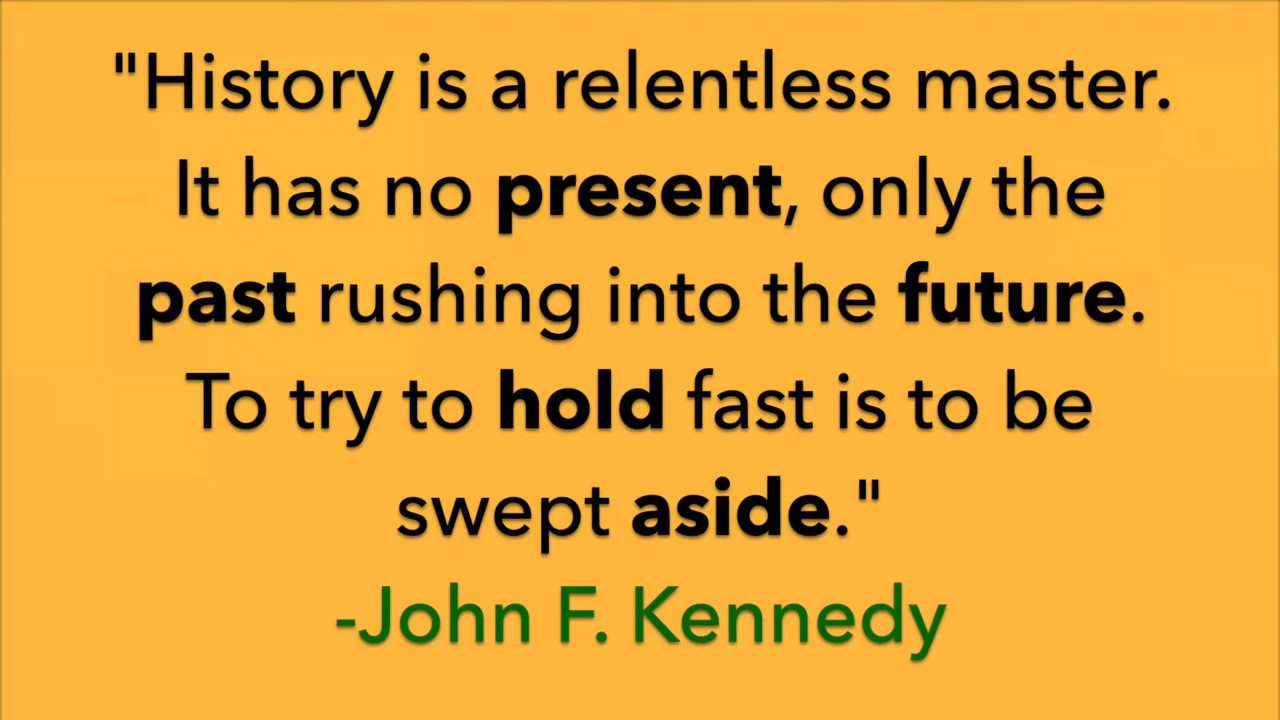 "History is a relentless master.
It has no present, only the
past rushing into the future.
To try to hold fast is to be
swept aside."
-John F. Kennedy